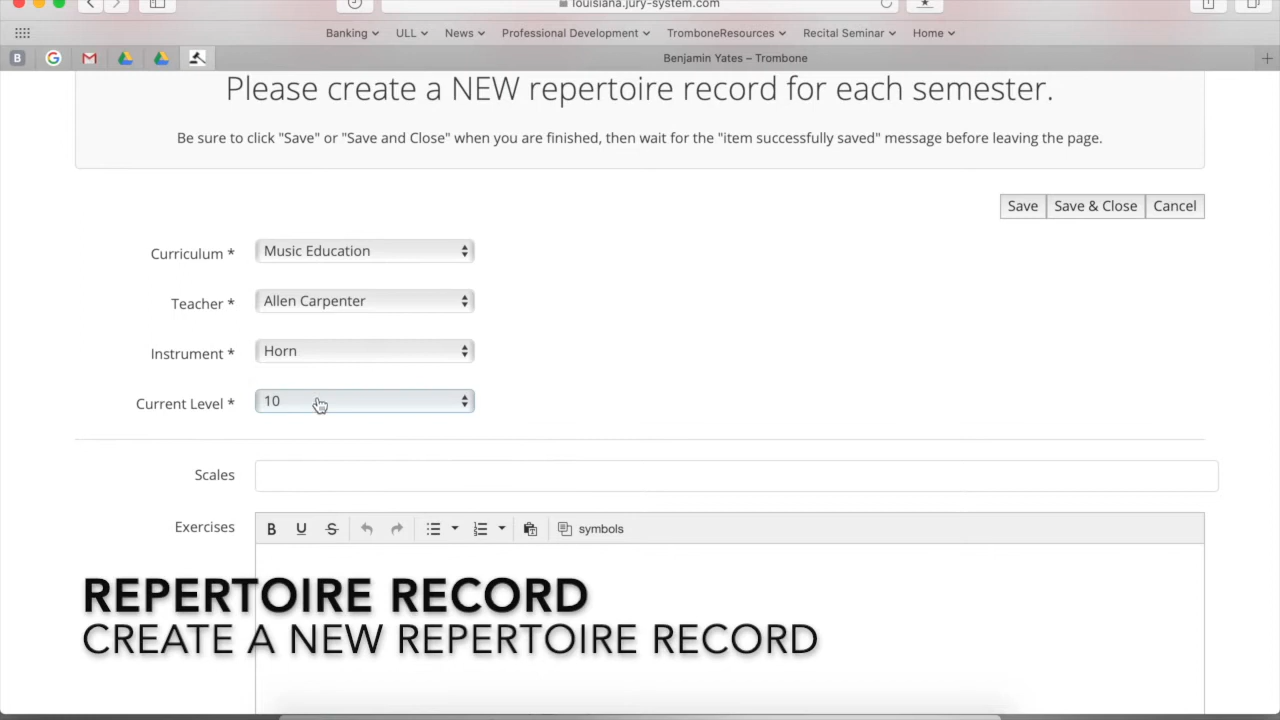 louisiana.jury-system.com
Banking ULL News Professional Development TromboneResources Recital Seminar Home
B G Benjamin Yates – Trombone
Please create a NEW repertoire record for each semester.
Be sure to click "Save" or "Save and Close" when you are finished, then wait for the "item successfully saved" message before leaving the page.
Save Save & Close Cancel
Curriculum * Music Education
Teacher * Allen Carpenter
Instrument * Horn
Current Level * 10
Scales
Exercises B U S symbols
REPERTOIRE RECORD
CREATE A NEW REPERTOIRE RECORD